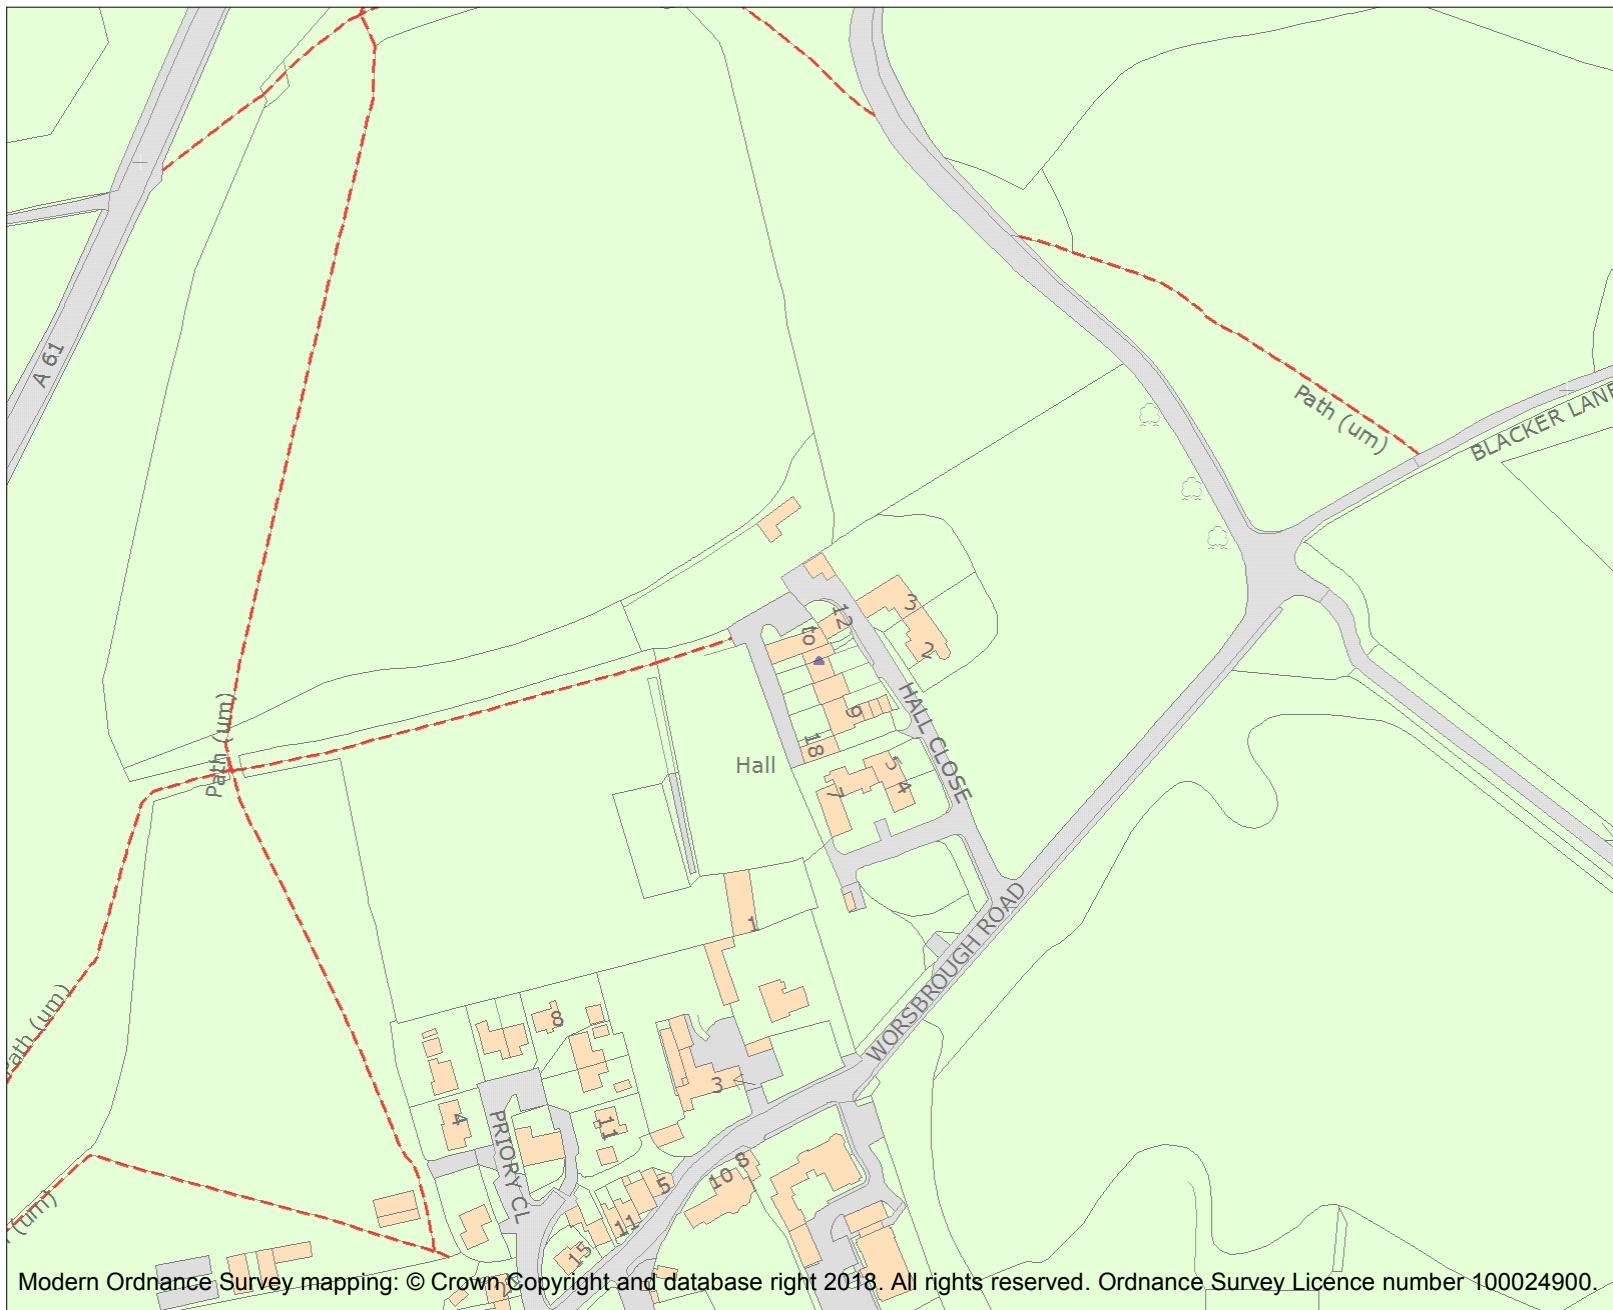 A 61
Path (um)
BLACKER LANE
3
12
to
2
HALL CLOSE
9
18
Hall
5
4
7
Path (um)
1
WORSBROUGH ROAD
Path (um)
8
3
4
11
PRIORY CL
8
10
5
11
15
(um)
Modern Ordnance Survey mapping: © Crown Copyright and database right 2018. All rights reserved. Ordnance Survey Licence number 100024900.